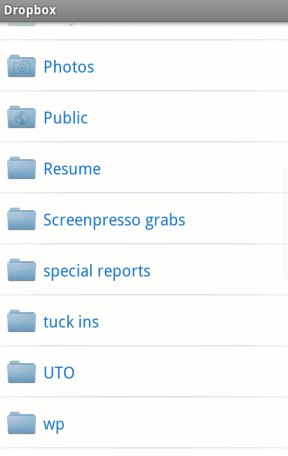 Dropbox
Photos
Public
Resume
Screenpresso grabs
special reports
tuck ins
UTO
wp